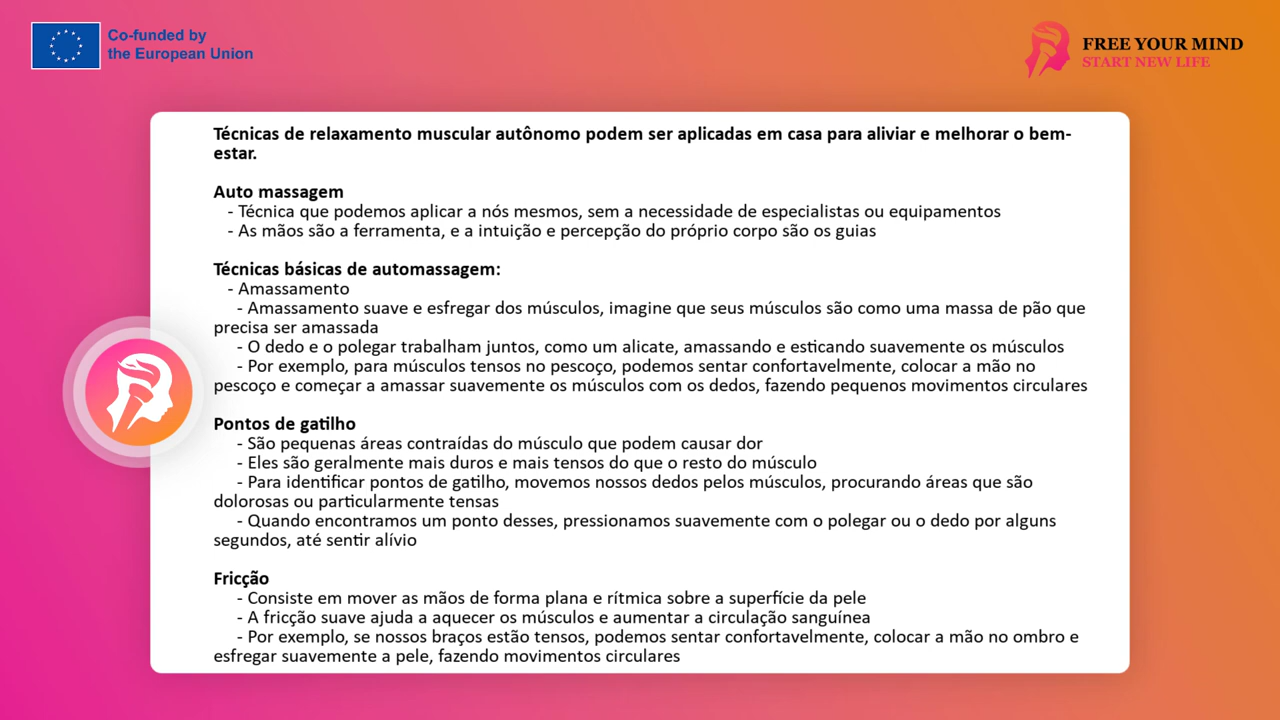 Co-funded by
the European Union
FREE YOUR MIND
START NEW LIFE
Técnicas de relaxamento muscular autônomo podem ser aplicadas em casa para aliviar e melhorar o bem-
estar.
Auto massagem
- Técnica que podemos aplicar a nós mesmos, sem a necessidade de especialistas ou equipamentos
- As mãos são a ferramenta, e a intuição e percepção do próprio corpo são os guias
Técnicas básicas de automassagem:
- Amassamento
- Amassamento suave e esfregar dos músculos, imagine que seus músculos são como uma massa de pão que
precisa ser amassada
- O dedo e o polegar trabalham juntos, como um alicate, amassando e esticando suavemente os músculos
- Por exemplo, para músculos tensos no pescoço, podemos sentar confortavelmente, colocar a mão no
pescoço e começar a amassar suavemente os músculos com os dedos, fazendo pequenos movimentos circulares
Pontos de gatilho
- São pequenas áreas contraídas do músculo que podem causar dor
- Eles são geralmente mais duros e mais tensos do que o resto do músculo
- Para identificar pontos de gatilho, movemos nossos dedos pelos músculos, procurando áreas que são
dolorosas ou particularmente tensas
- Quando encontramos um ponto desses, pressionamos suavemente com o polegar ou o dedo por alguns
segundos, até sentir alívio
Fricção
- Consiste em mover as mãos de forma plana e rítmica sobre a superfície da pele
- A fricção suave ajuda a aquecer os músculos e aumentar a circulação sanguínea
- Por exemplo, se nossos braços estão tensos, podemos sentar confortavelmente, colocar a mão no ombro e
esfregar suavemente a pele, fazendo movimentos circulares